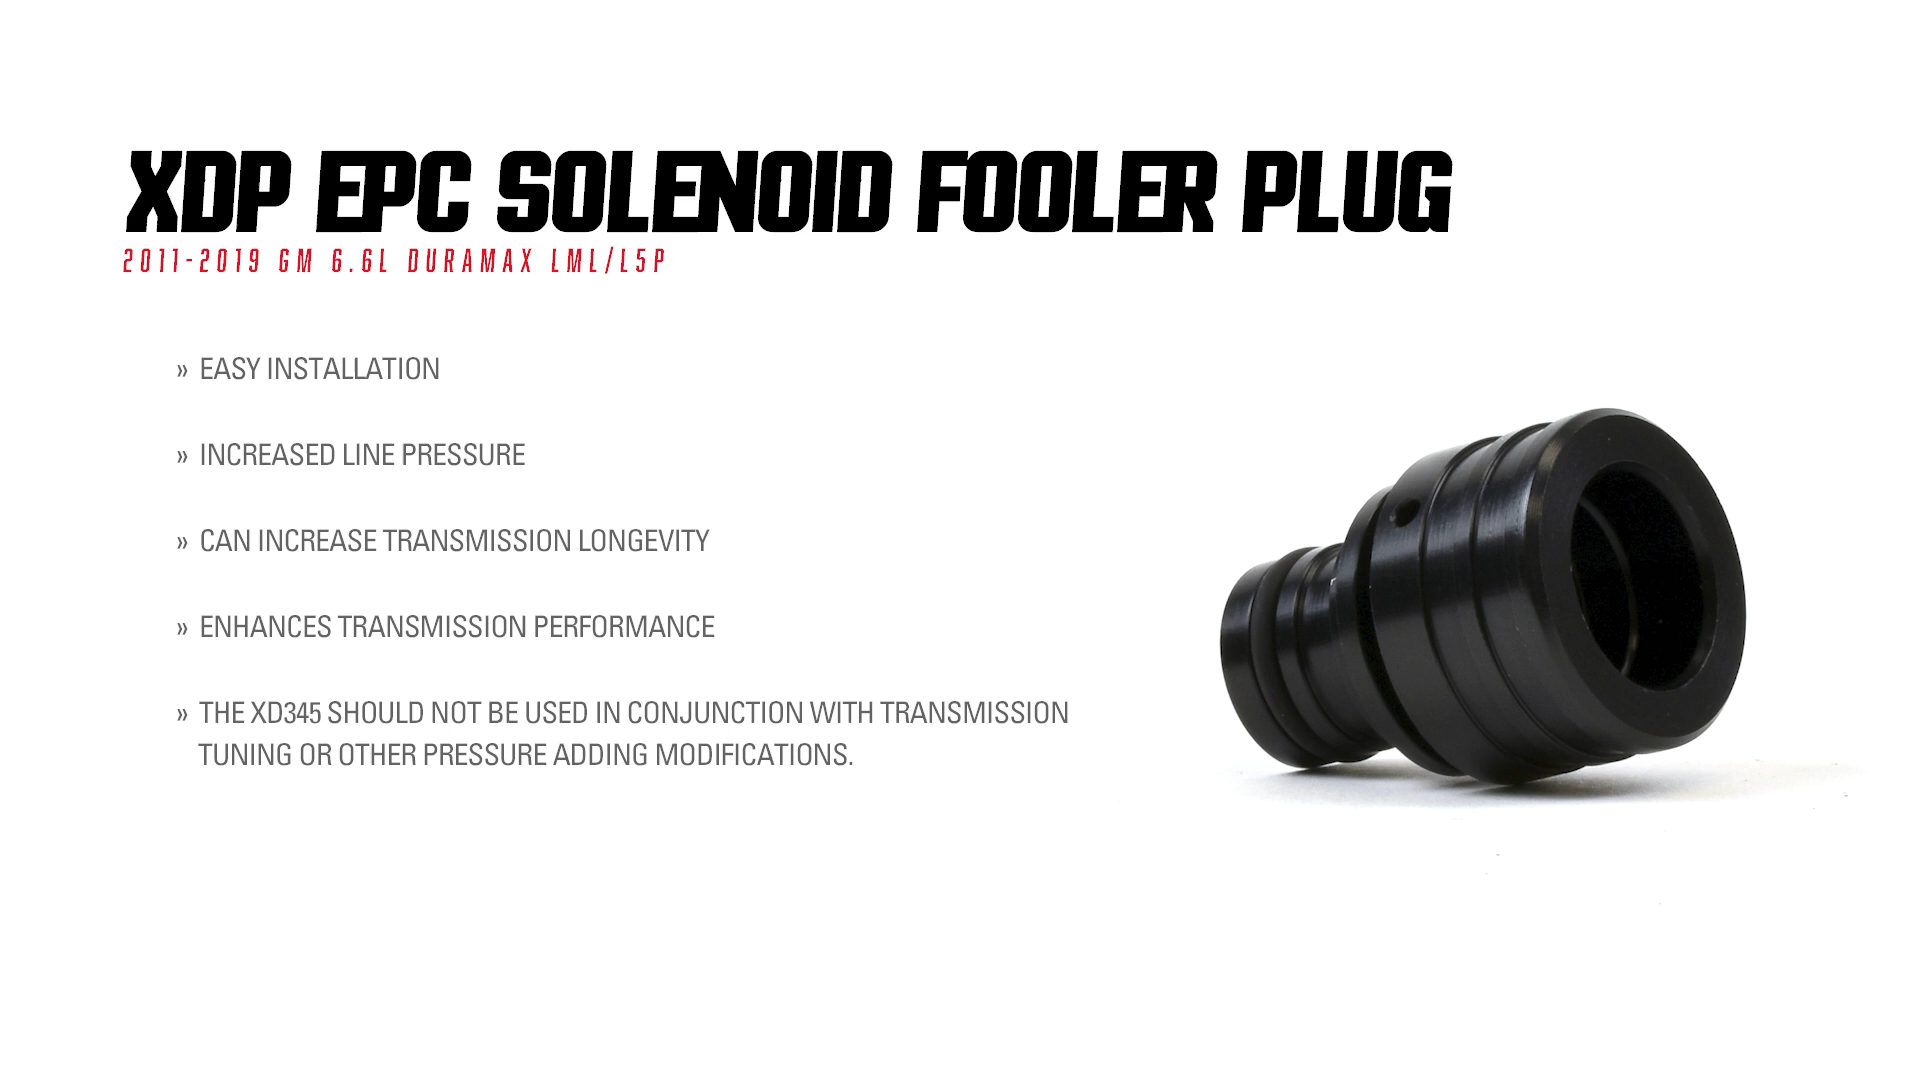 XDP EPC SOLENOID FOOLER PLUG
2011-2019 GM 6.6L DURAMAX LML/L5P
» EASY INSTALLATION
» INCREASED LINE PRESSURE
» CAN INCREASE TRANSMISSION LONGEVITY
» ENHANCES TRANSMISSION PERFORMANCE
» THE XD345 SHOULD NOT BE USED IN CONJUNCTION WITH TRANSMISSION
TUNING OR OTHER PRESSURE ADDING MODIFICATIONS.